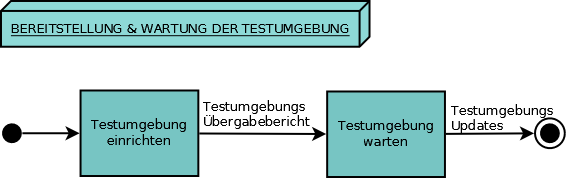 BEREITSTELLUNG & WARTUNG DER TESTUMGEBUNG
Testumgebung
einrichten
Testumgebungs
Übergabebericht
Testumgebung
warten
Testumgebungs
Updates